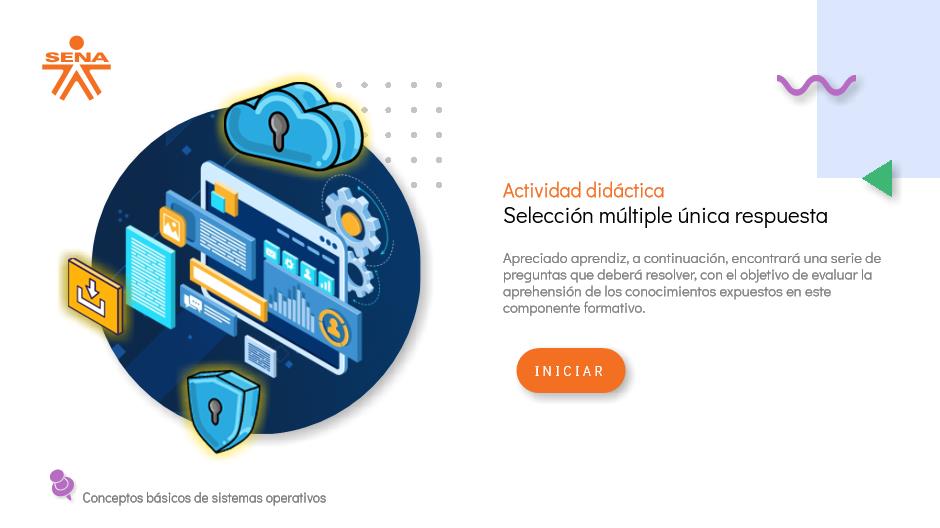 SENA
Actividad didáctica
Selección múltiple única respuesta
Apreciado aprendiz, a continuación, encontrará una serie de
preguntas que deberá resolver, con el objetivo de evaluar la
aprehensión de los conocimientos expuestos en este
componente formativo.
INICIAR
Conceptos básicos de sistemas operativos